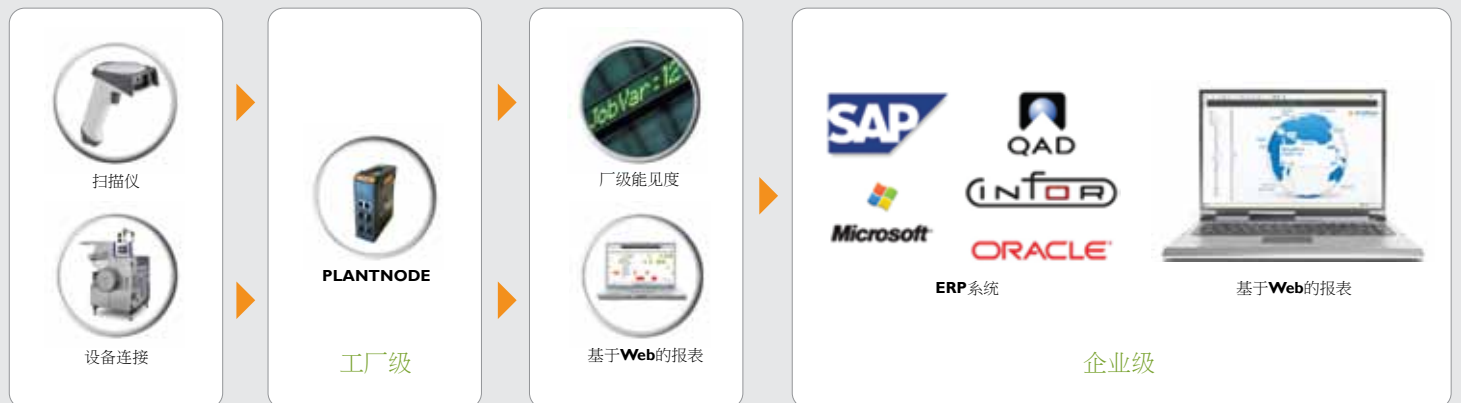 扫描仪
设备连接
PLANTNODE
工厂级
JobVar:12
厂级能见度
基于Web的报表
SAP
QAD
INFOR
Microsoft
ORACLE
ERP系统
基于Web的报表
企业级